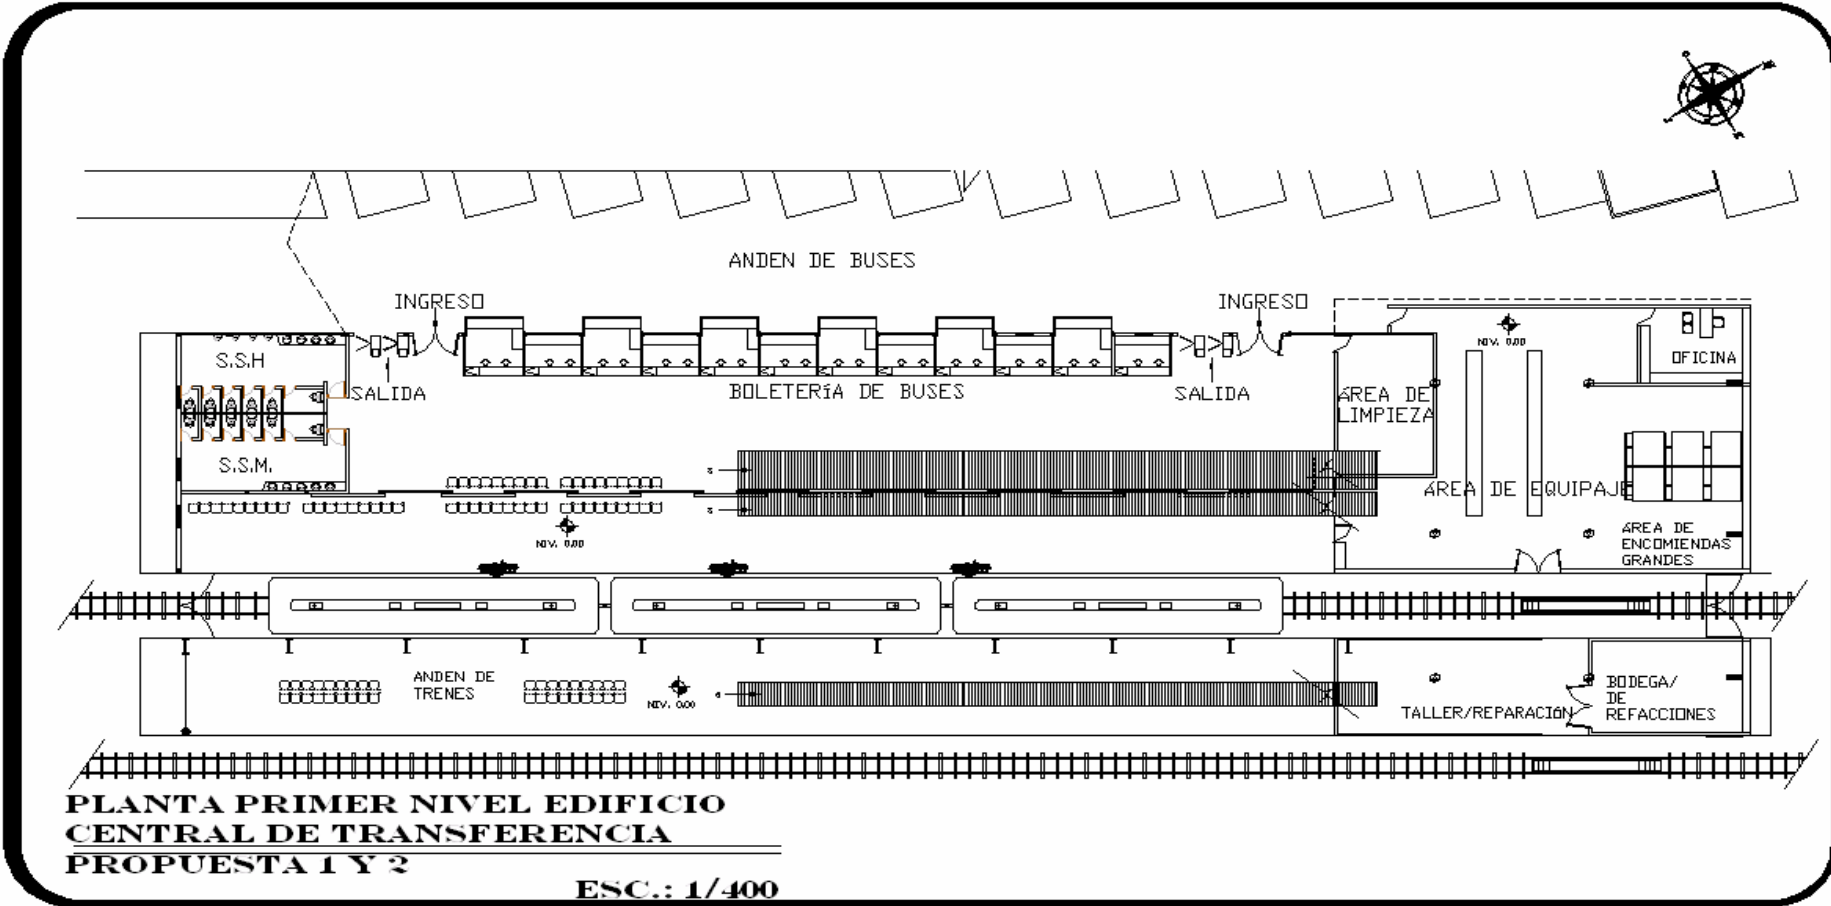 ANDEN DE BUSES
INGRESO
INGRESO
NIV. 0.00
S.S.H
OFICINA
SALIDA
BOLETERÍA DE BUSES
SALIDA
ÁREA DE
LIMPIEZA
S.S.M.
ÁREA DE EQUIPAJE
ÁREA DE
ENCOMIENDAS
GRANDES
NIV. 0.00
ANDEN DE
TRENES
NIV. 0.00
TALLER/REPARACIÓN
BODEGA/
DE
REFACCIONES
PLANTA PRIMER NIVEL EDIFICIO
CENTRAL DE TRANSFERENCIA
PROPUESTA 1 Y 2
ESC.: 1/400